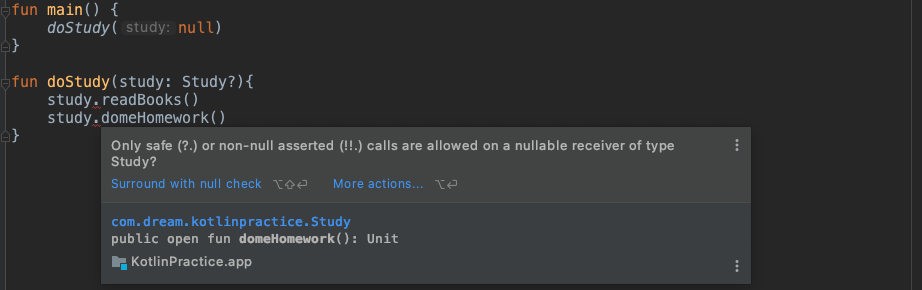 fun main() {
    doStudy( study: null)
}
fun doStudy(study: Study?){
    study.readBooks()
    study.domeHomework()
}
Only safe (?.) or non-null asserted (!!.) calls are allowed on a nullable receiver of type
Study?
Surround with null check ⌥⇧⏎ More actions... ⌥⏎
com.dream.kotlinpractice.Study
public open fun domeHomework(): Unit
KotlinPractice.app